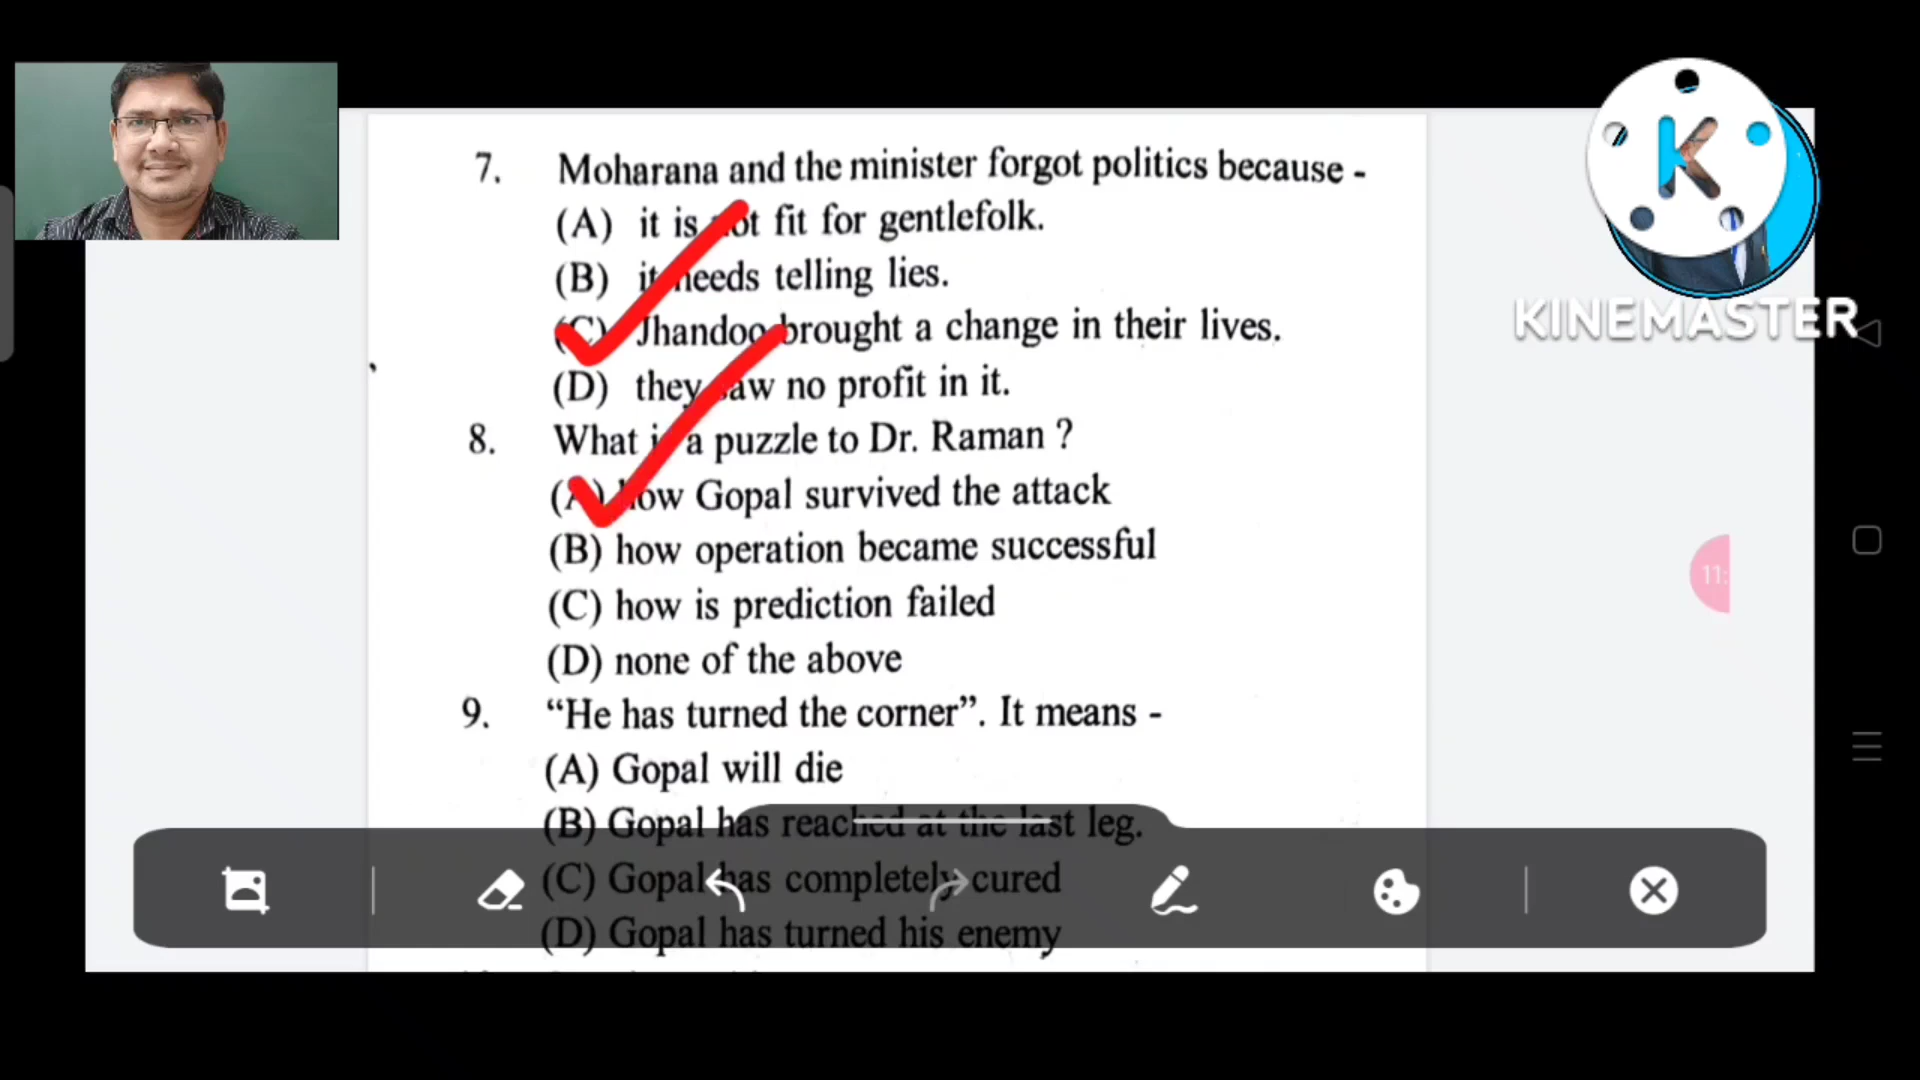 7. Moharana and the minister forgot politics because -
(A) it is not fit for gentlefolk.
(B) it needs telling lies.
(C) Jhandoo brought a change in their lives.
(D) they saw no profit in it.
8. What is a puzzle to Dr. Raman ?
(A) how Gopal survived the attack
(B) how operation became successful
(C) how is prediction failed
(D) none of the above
9. “He has turned the corner”. It means -
(A) Gopal will die
(B) Gopal has reached at the last leg.
(C) Gopal has completely cured
(D) Gopal has turned his enemy
K
KINEMASTER
11: